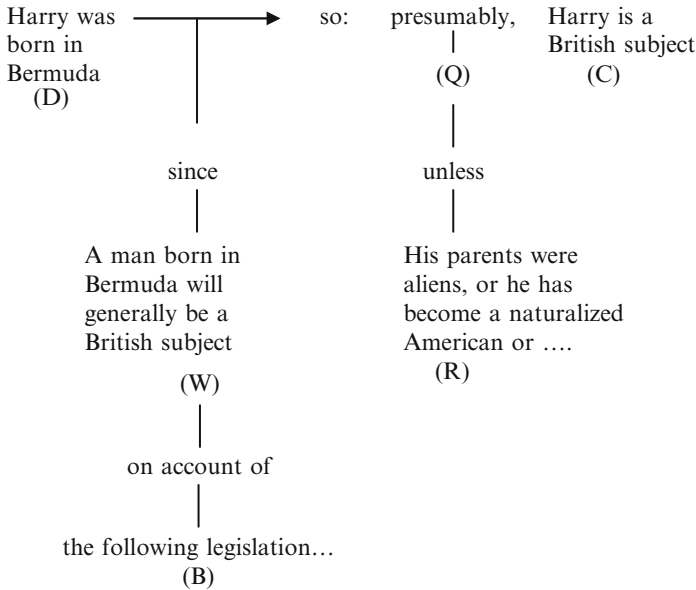 Harry was born in Bermuda
(D)
so: presumably,
(Q)
Harry is a British subject
(C)
since
unless
A man born in
Bermuda will
generally be a
British subject
(W)
His parents were
aliens, or he has
become a naturalized
American or ....
(R)
on account of
the following legislation…
(B)